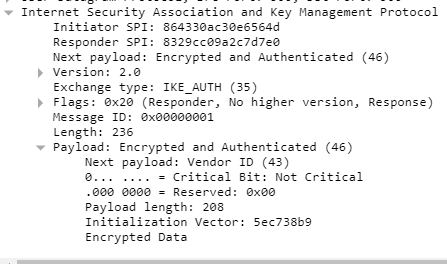 Internet Security Association and Key Management Protocol
Initiator SPI: 864330ac30e6564d
Responder SPI: 8329cc09a2c7d7e0
Next payload: Encrypted and Authenticated (46)
Version: 2.0
Exchange type: IKE_AUTH (35)
Flags: 0x20 (Responder, No higher version, Response)
Message ID: 0x00000001
Length: 236
Payload: Encrypted and Authenticated (46)
Next payload: Vendor ID (43)
0... .... = Critical Bit: Not Critical
.000 0000 = Reserved: 0x00
Payload length: 208
Initialization Vector: 5ec738b9
Encrypted Data